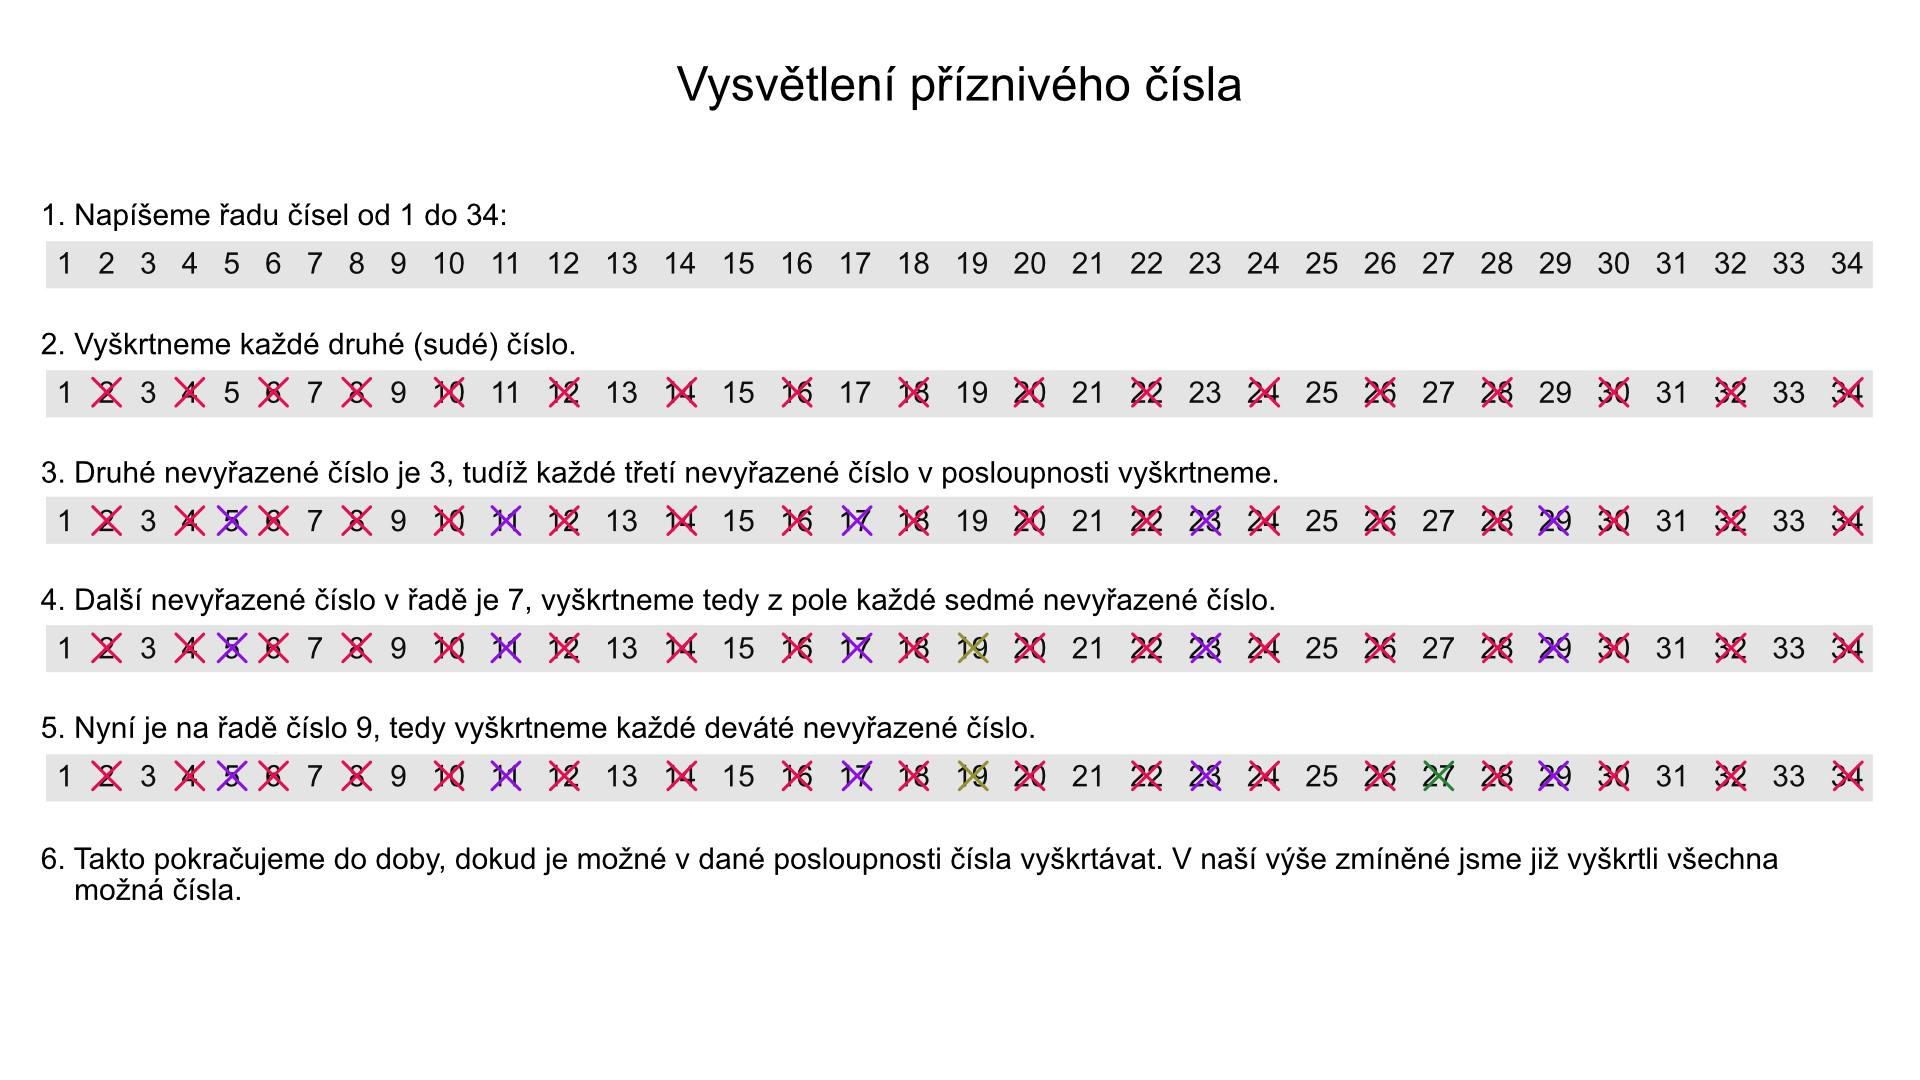 Vysvětlení příznivého čísla
1. Napíšeme řadu čísel od 1 do 34:
1 2 3 4 5 6 7 8 9 10 11 12 13 14 15 16 17 18 19 20 21 22 23 24 25 26 27 28 29 30 31 32 33 34
2. Vyškrtneme každé druhé (sudé) číslo.
1 2 3 4 5 6 7 8 9 10 11 12 13 14 15 16 17 18 19 20 21 22 23 24 25 26 27 28 29 30 31 32 33 34
3. Druhé nevyřazené číslo je 3, tudíž každé třetí nevyřazené číslo v posloupnosti vyškrtneme.
1 2 3 4 5 6 7 8 9 10 11 12 13 14 15 16 17 18 19 20 21 22 23 24 25 26 27 28 29 30 31 32 33 34
4. Další nevyřazené číslo v řadě je 7, vyškrtneme tedy z pole každé sedmé nevyřazené číslo.
1 2 3 4 5 6 7 8 9 10 11 12 13 14 15 16 17 18 19 20 21 22 23 24 25 26 27 28 29 30 31 32 33 34
5. Nyní je na řadě číslo 9, tedy vyškrtneme každé deváté nevyřazené číslo.
1 2 3 4 5 6 7 8 9 10 11 12 13 14 15 16 17 18 19 20 21 22 23 24 25 26 27 28 29 30 31 32 33 34
6. Takto pokračujeme do doby, dokud je možné v dané posloupnosti čísla vyškrtávat. V naší výše zmíněné jsme již vyškrtli všechna
možná čísla.